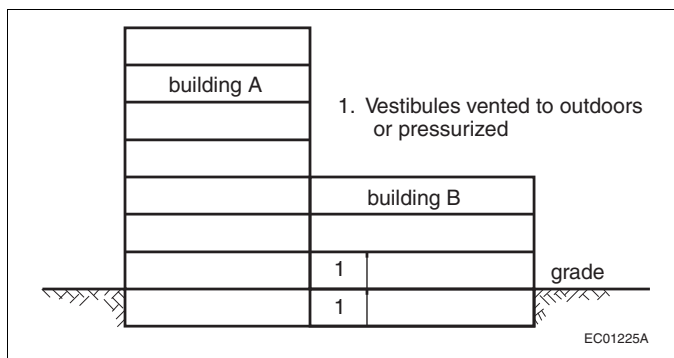 building A
1. Vestibules vented to outdoors
or pressurized
building B
1
grade
1
EC01225A